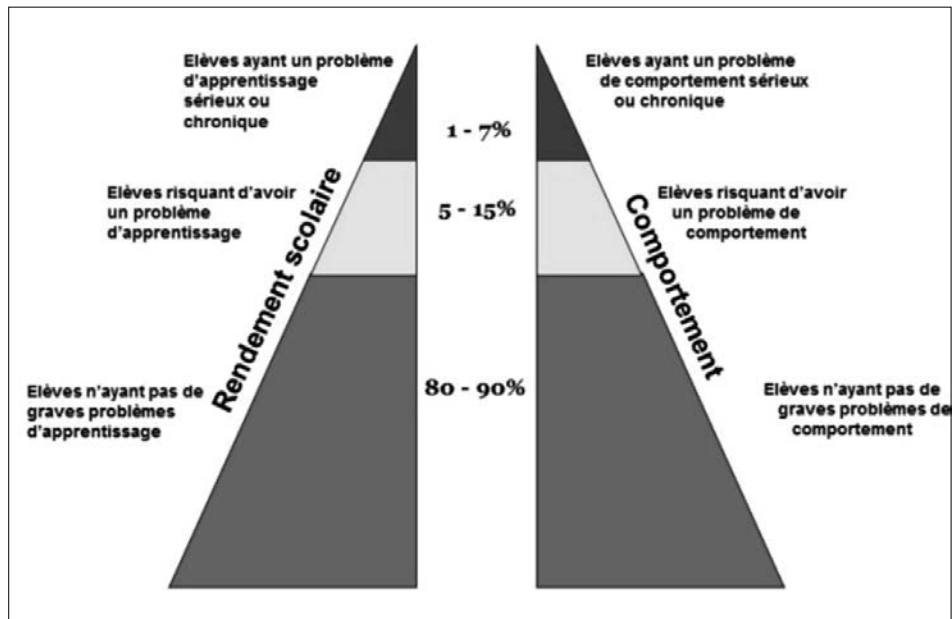 Elèves ayant un problème
d'apprentissage
sérieux ou
chronique
Elèves ayant un problème
de comportement sérieux
ou chronique
1 - 7%
Elèves risquant d'avoir
un problème
d'apprentissage
5 - 15%
Elèves risquant d'avoir
un problème de
comportement
Rendement scolaire
Comportement
Elèves n'ayant pas de
graves problèmes
d'apprentissage
80 - 90%
Elèves n'ayant pas de
graves problèmes de
comportement